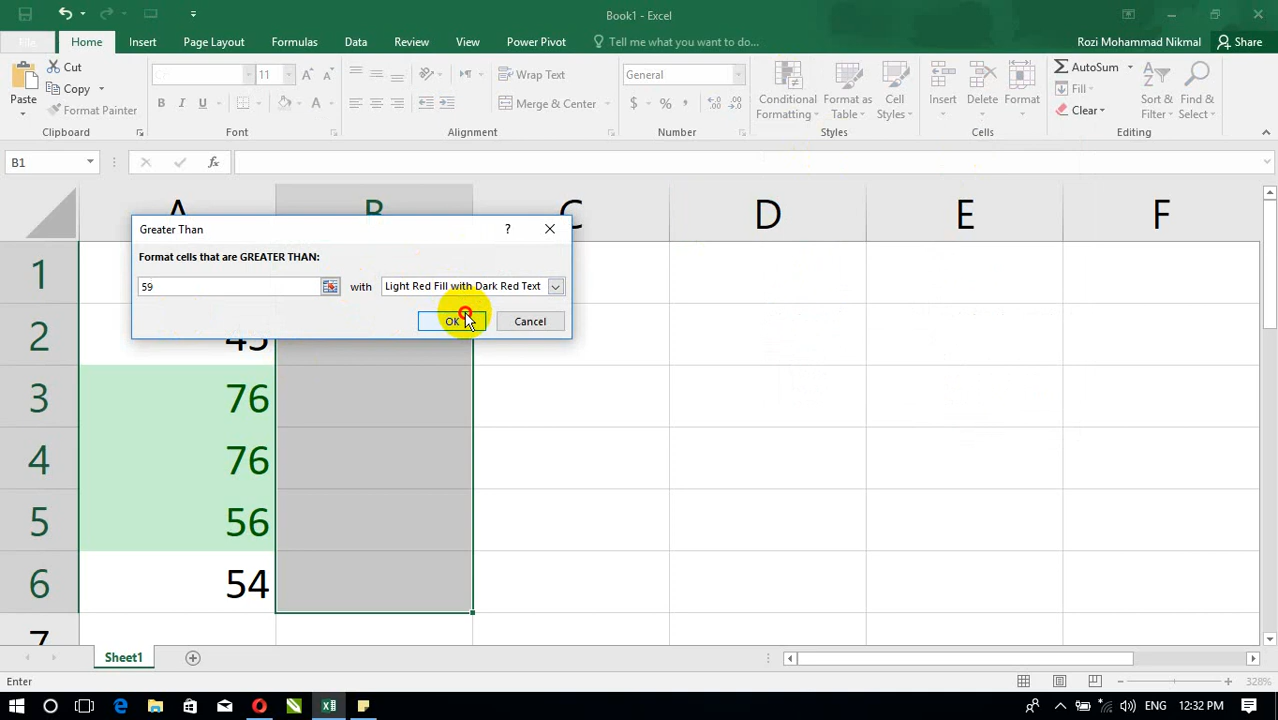 Book1 - Excel
File Home Insert Page Layout Formulas Data Review View Power Pivot Tell me what you want to do... Rozi Mohammad Nikmal Share
Paste Cut Copy Format Painter
Clipboard
11
B I U A A A
Font
Wrap Text
Merge & Center
Alignment
General
$ % , .00 .0
Number
Conditional Formatting Format as Table Cell Styles
Styles
Insert Delete Format
Cells
AutoSum Fill Clear Sort & Filter Find & Select
Editing
B1 fx
A B C D E F
Greater Than ?
Format cells that are GREATER THAN:
59 with Light Red Fill with Dark Red Text
OK Cancel
1
2 45
3 76
4 76
5 56
6 54
7
Sheet1
Enter 328%
ENG 12:32 PM